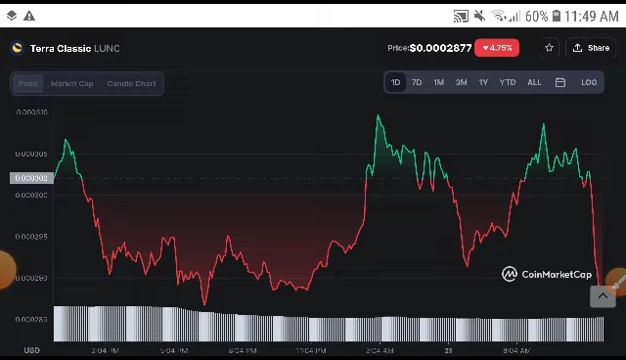 60% 11:49 AM
Terra Classic LUNC Price:$0.0002877 ▾4.75% Share
Price Market Cap Candle Chart 1D 7D 1M 3M 1Y YTD ALL LOG
0.000310
0.000305
0.000302
0.000300
0.000295
0.000290
CoinMarketCap
0.000285
USD 2:04 PM 5:04 PM 8:04 PM 11:04 PM 2:04 AM 21 8:04 AM